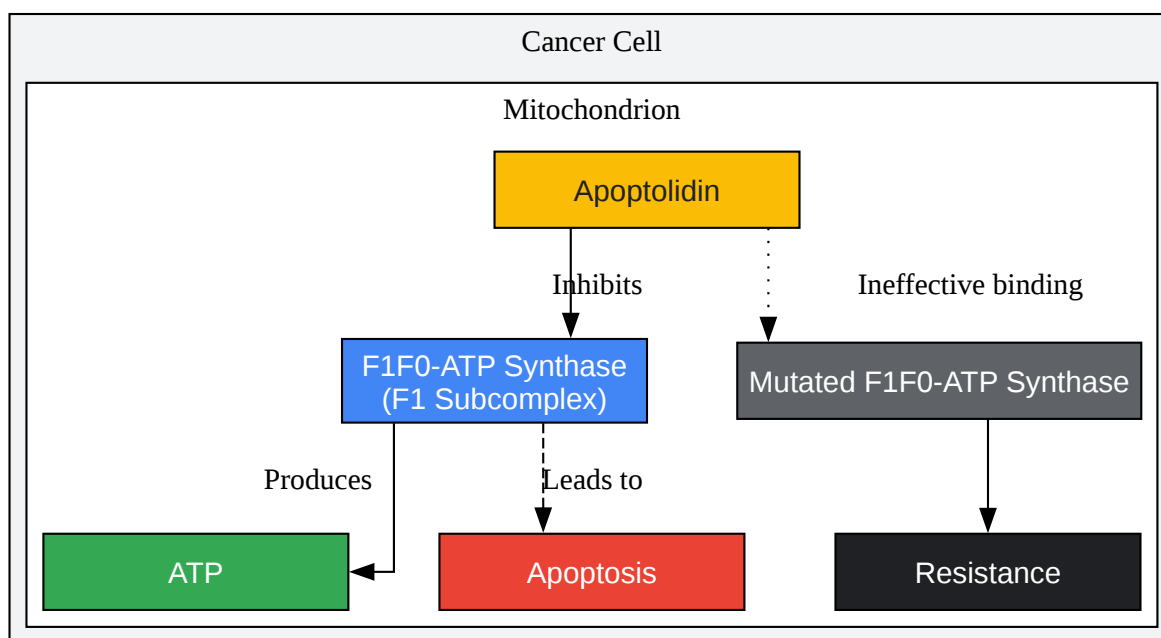 Cancer Cell
Mitochondrion
Apoptolidin
Inhibits
Ineffective binding
F1F0-ATP Synthase
(F1 Subcomplex)
Mutated F1F0-ATP Synthase
Produces
Leads to
ATP
Apoptosis
Resistance